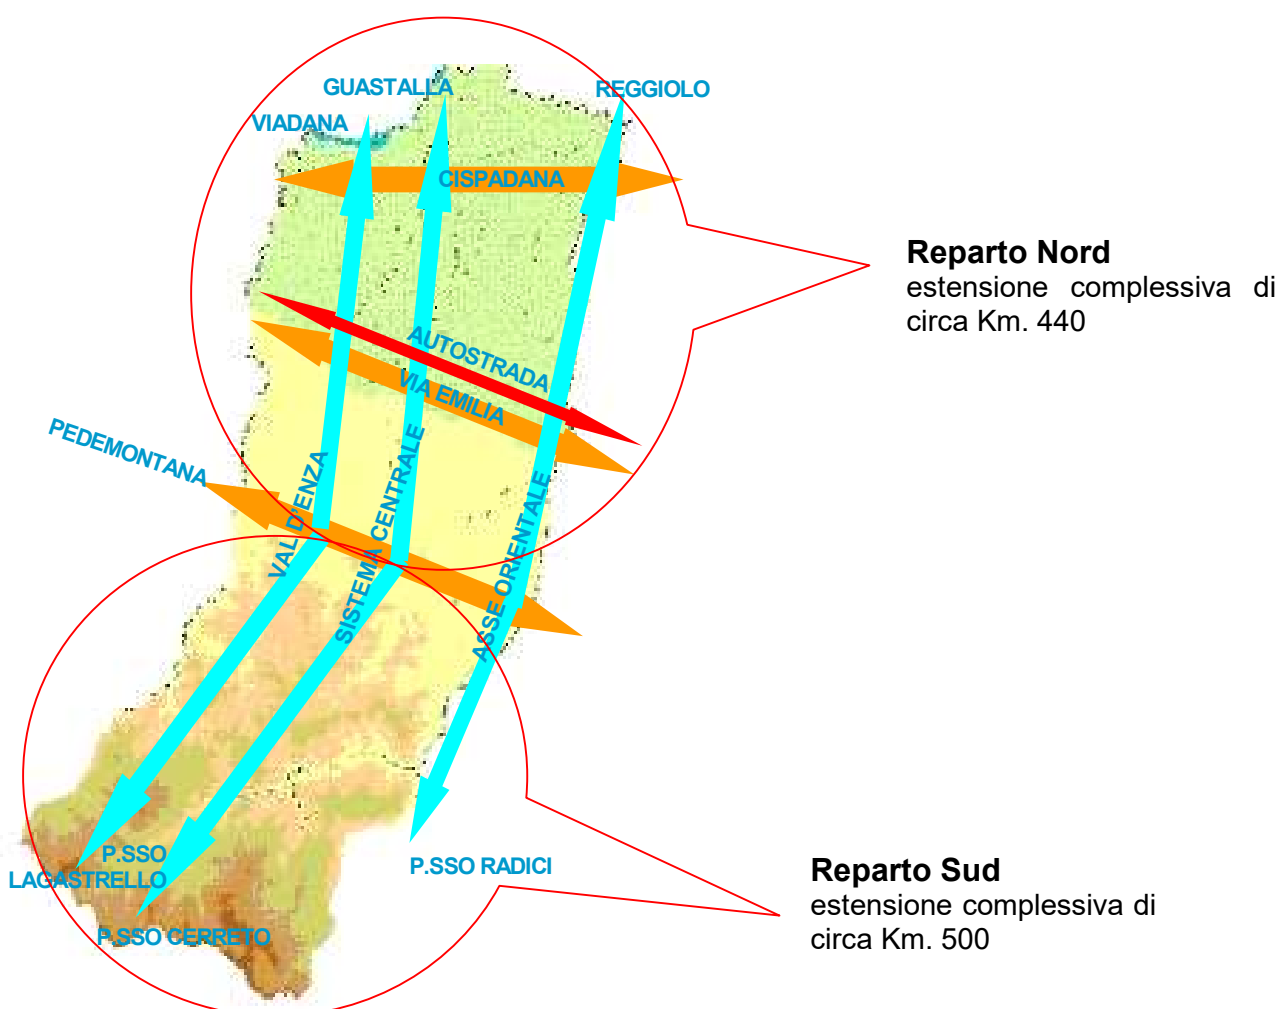 GUASTALLA
REGGIOLO
VIADANA
CISPADANA
Reparto Nord
estensione complessiva di
circa Km. 440
AUTOSTRADA
VIA EMILIA
PEDEMONTANA
VAL D'ENZA
SISTEMA CENTRALE
ASSE ORIENTALE
P.SSO
LAGASTRELLO
P.SSO RADICI
P.SSO CERRETO
Reparto Sud
estensione complessiva di
circa Km. 500